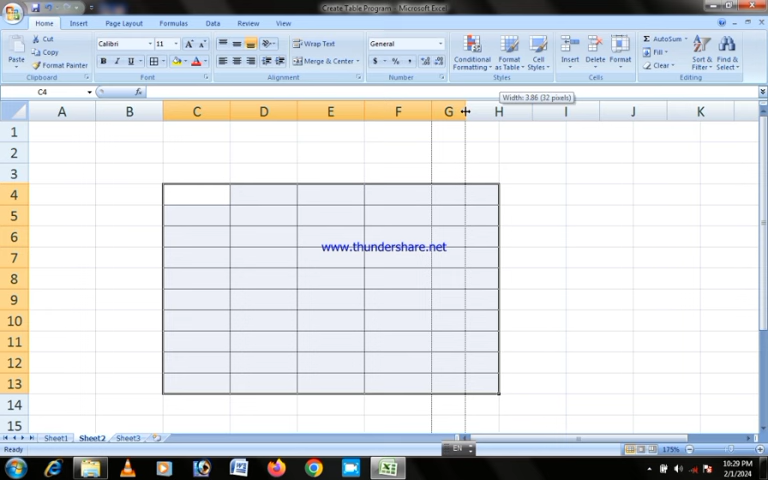 Create Table Program - Microsoft Excel
Home Insert Page Layout Formulas Data Review View
Cut Calibri 11 Wrap Text General AutoSum
Paste Copy Conditional Formatting Format as Table Cell Styles Insert Delete Format Fill Sort & Filter Find & Select
Format Painter B I U Merge & Center $ % , Clear
Clipboard Font Alignment Number Styles Cells Editing
C4 fx Width: 3.86 (32 pixels)
A B C D E F G H I J K
1
2
3
4
5
6
www.thundershare.net
7
8
9
10
11
12
13
14
15
Sheet1 Sheet2 Sheet3
Ready EN 175%
10:29 PM
2/1/2024